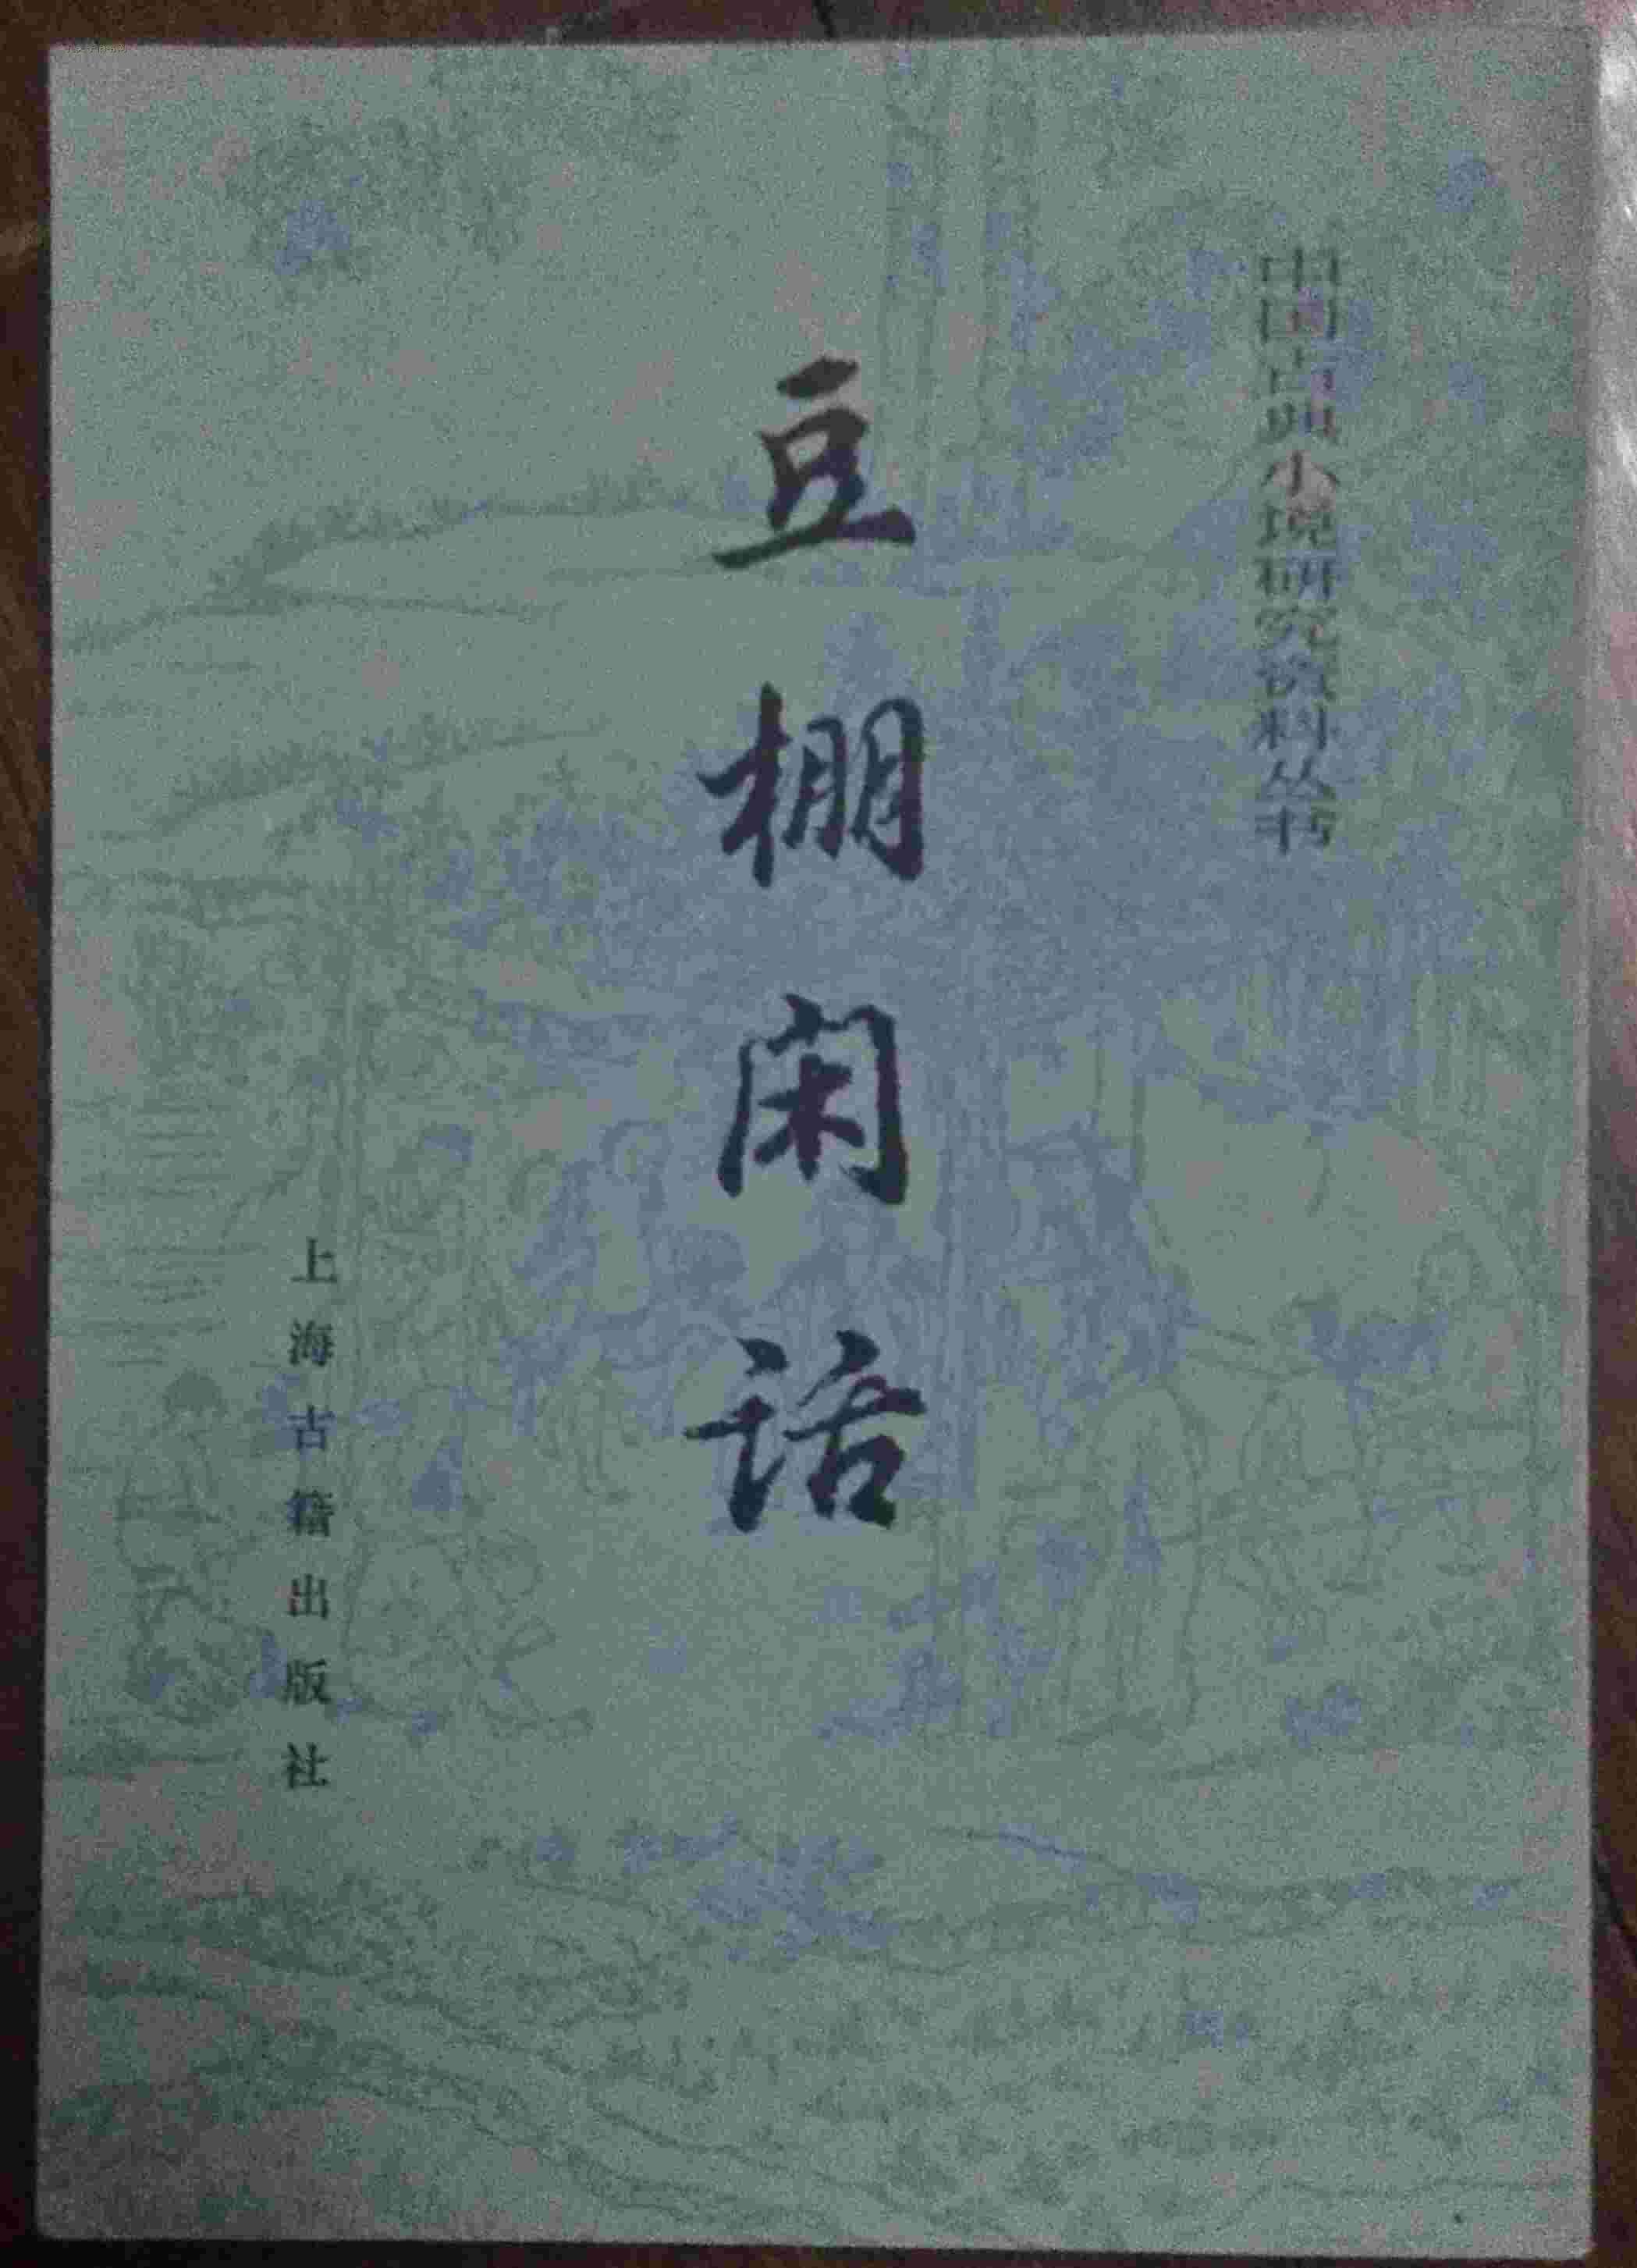 中国古典小说研究资料丛书
豆棚闲话
上海古籍出版社